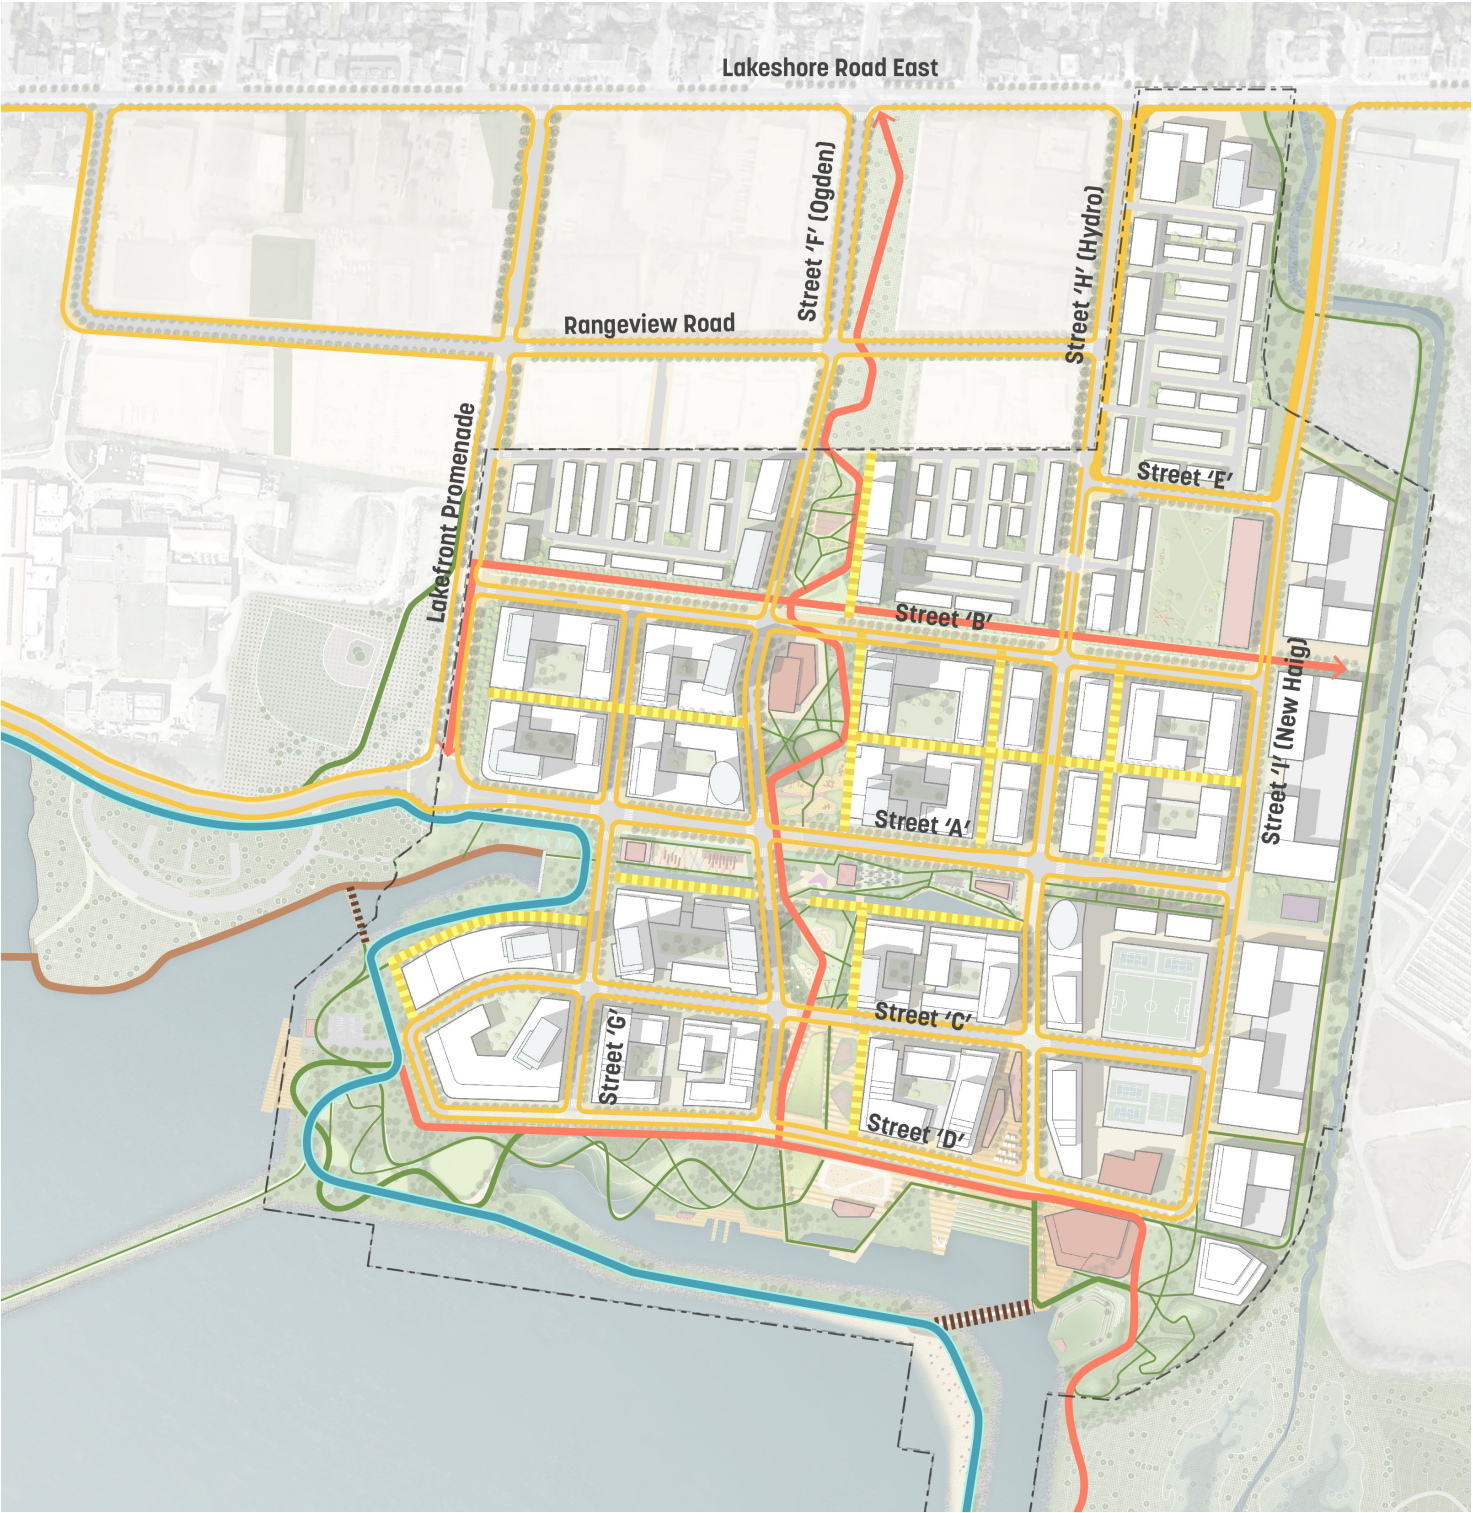 Lakeshore Road East
Street ‘F’ (Ogden)
Street ‘H’ (Hydro)
Rangeview Road
Lakefront Promenade
Street ‘E’
Street ‘B’
Street ‘I’ (New Haig)
Street ‘A’
Street ‘C’
Street ‘G’
Street ‘D’